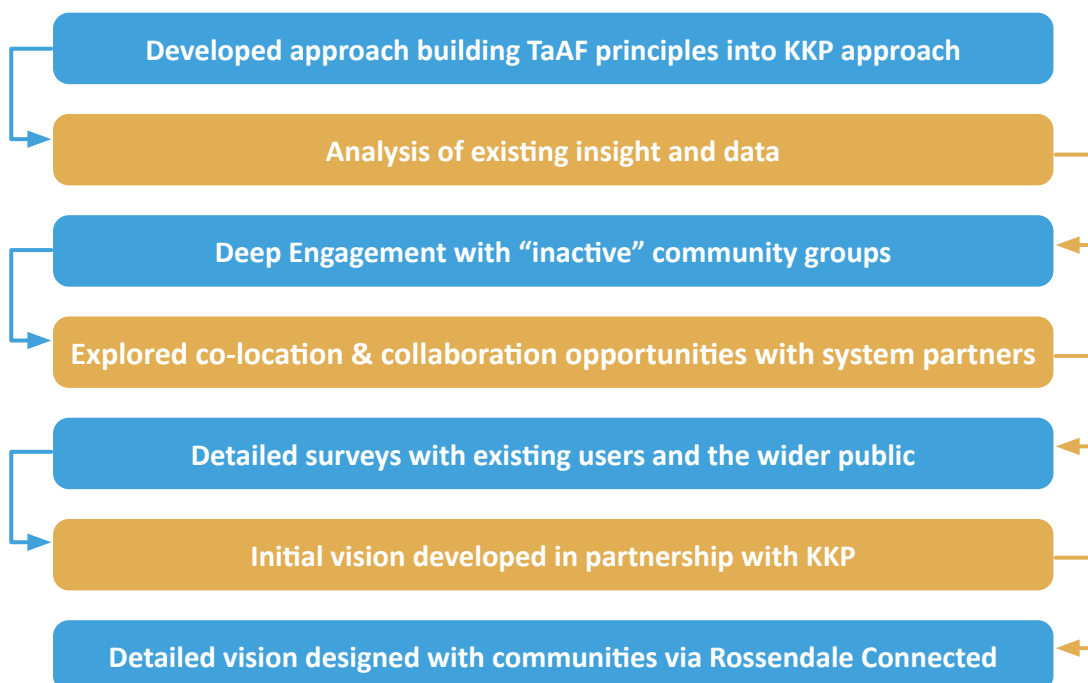 Developed approach building TaAF principles into KKP approach
Analysis of existing insight and data
Deep Engagement with “inactive” community groups
Explored co-location & collaboration opportunities with system partners
Detailed surveys with existing users and the wider public
Initial vision developed in partnership with KKP
Detailed vision designed with communities via Rossendale Connected